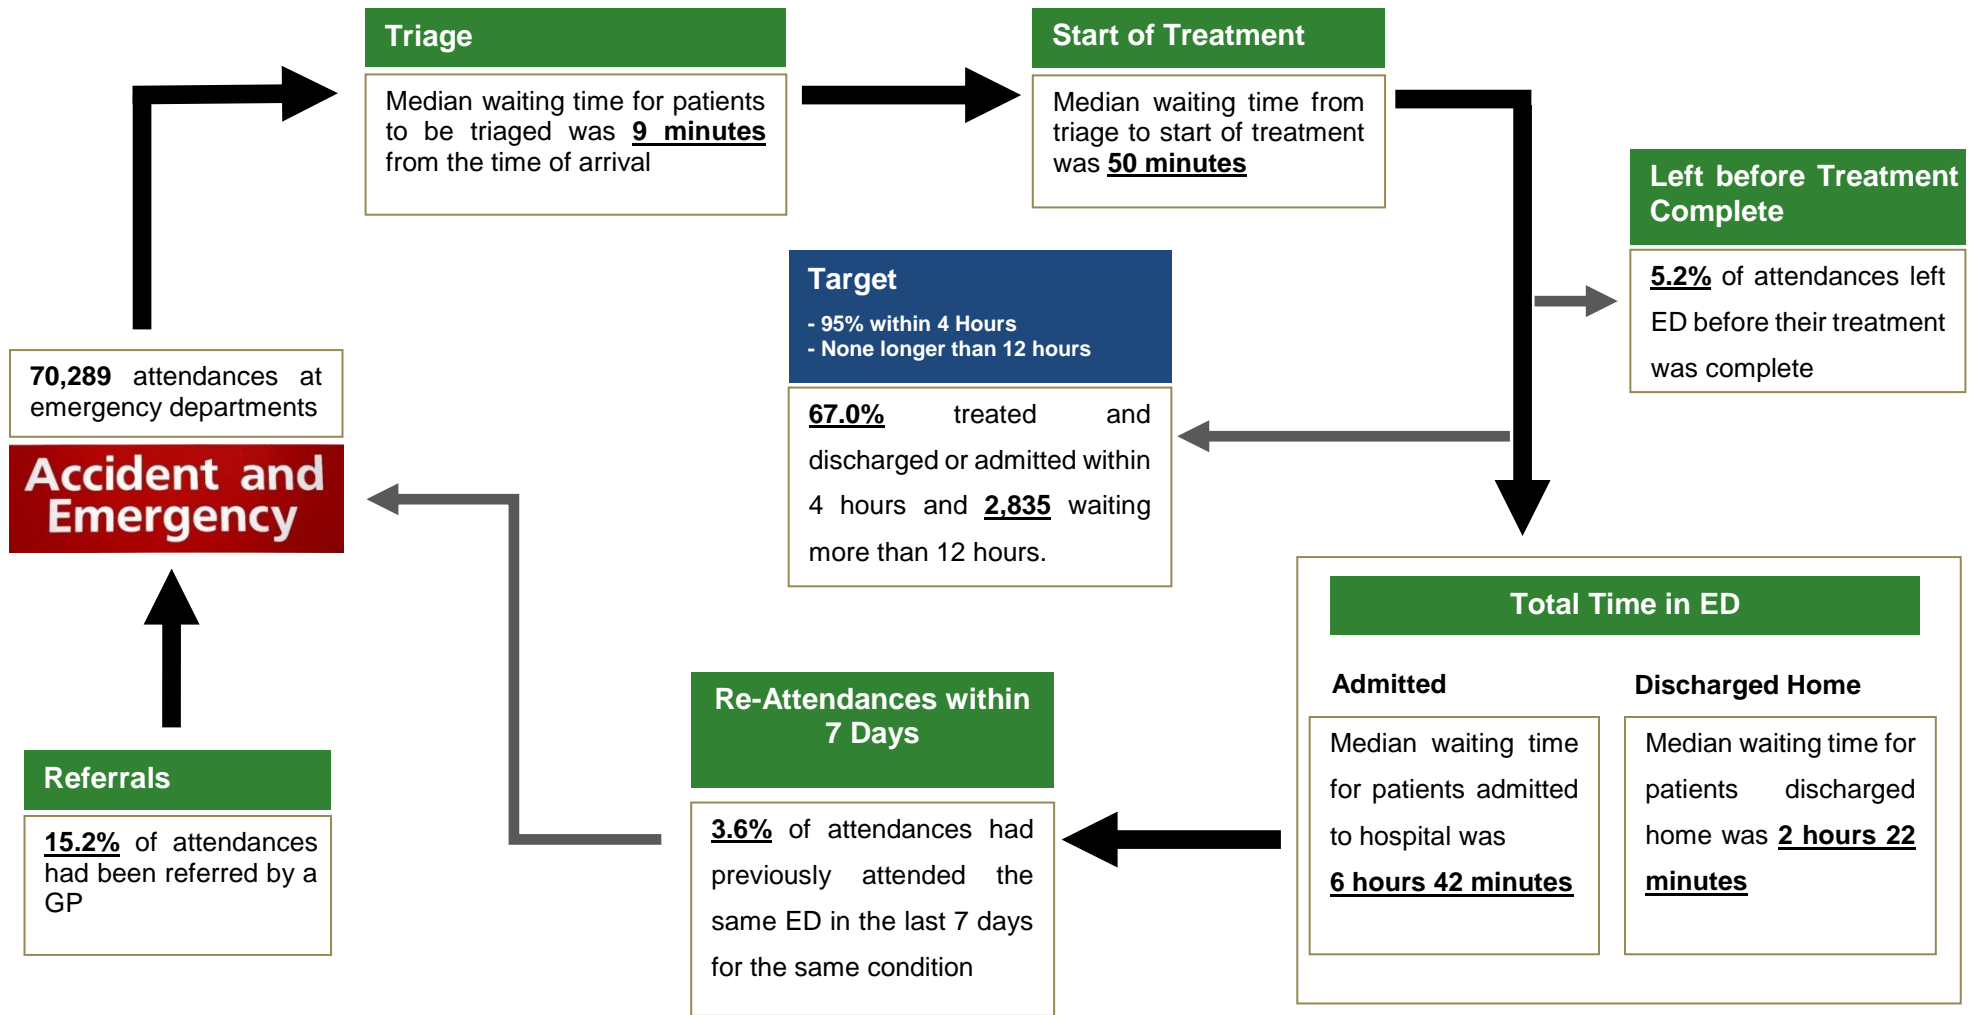 Triage
Median waiting time for patients
to be triaged was 9 minutes
from the time of arrival
Start of Treatment
Median waiting time from
triage to start of treatment
was 50 minutes
Left before Treatment
Complete
5.2% of attendances left
ED before their treatment
was complete
Target
- 95% within 4 Hours
- None longer than 12 hours
67.0% treated and
discharged or admitted within
4 hours and 2,835 waiting
more than 12 hours.
70,289 attendances at
emergency departments
Accident and
Emergency
Referrals
15.2% of attendances
had been referred by a
GP
Re-Attendances within
7 Days
3.6% of attendances had
previously attended the
same ED in the last 7 days
for the same condition
Total Time in ED
Admitted
Median waiting time
for patients admitted
to hospital was
6 hours 42 minutes
Discharged Home
Median waiting time for
patients discharged
home was 2 hours 22
minutes